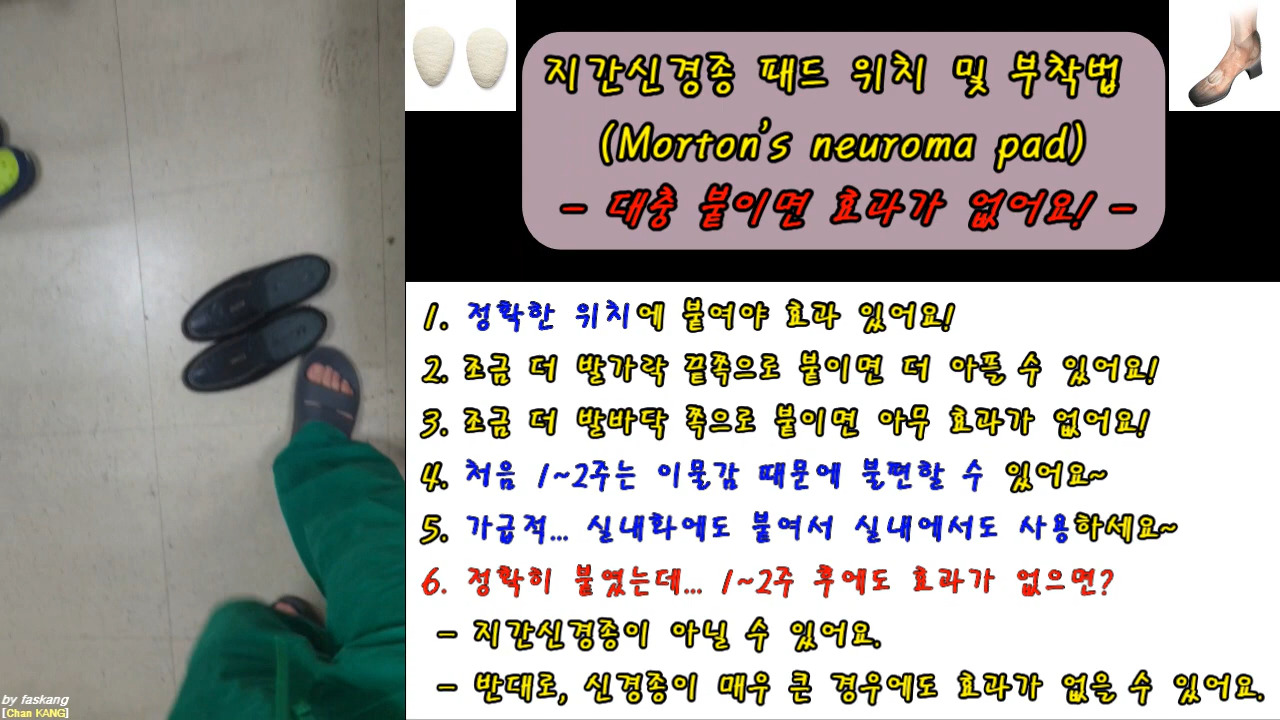 지간신경종 패드 위치 및 부착법
(Morton's neuroma pad)
- 대충 붙이면 효과가 없어요! -
1. 정확한 위치에 붙여야 효과 있어요!
2. 조금 더 발가락 끝쪽으로 붙이면 더 아플 수 있어요!
3. 조금 더 발바닥 쪽으로 붙이면 아무 효과가 없어요!
4. 처음 1~2주는 이물감 때문에 불편할 수 있어요~
5. 가급적... 실내화에도 붙여서 실내에서도 사용하세요~
6. 정확히 붙였는데... 1~2주 후에도 효과가 없으면?
- 지간신경종이 아닐 수 있어요.
- 반대로, 신경종이 매우 큰 경우에도 효과가 없을 수 있어요.
by faskang
[Chan KANG]